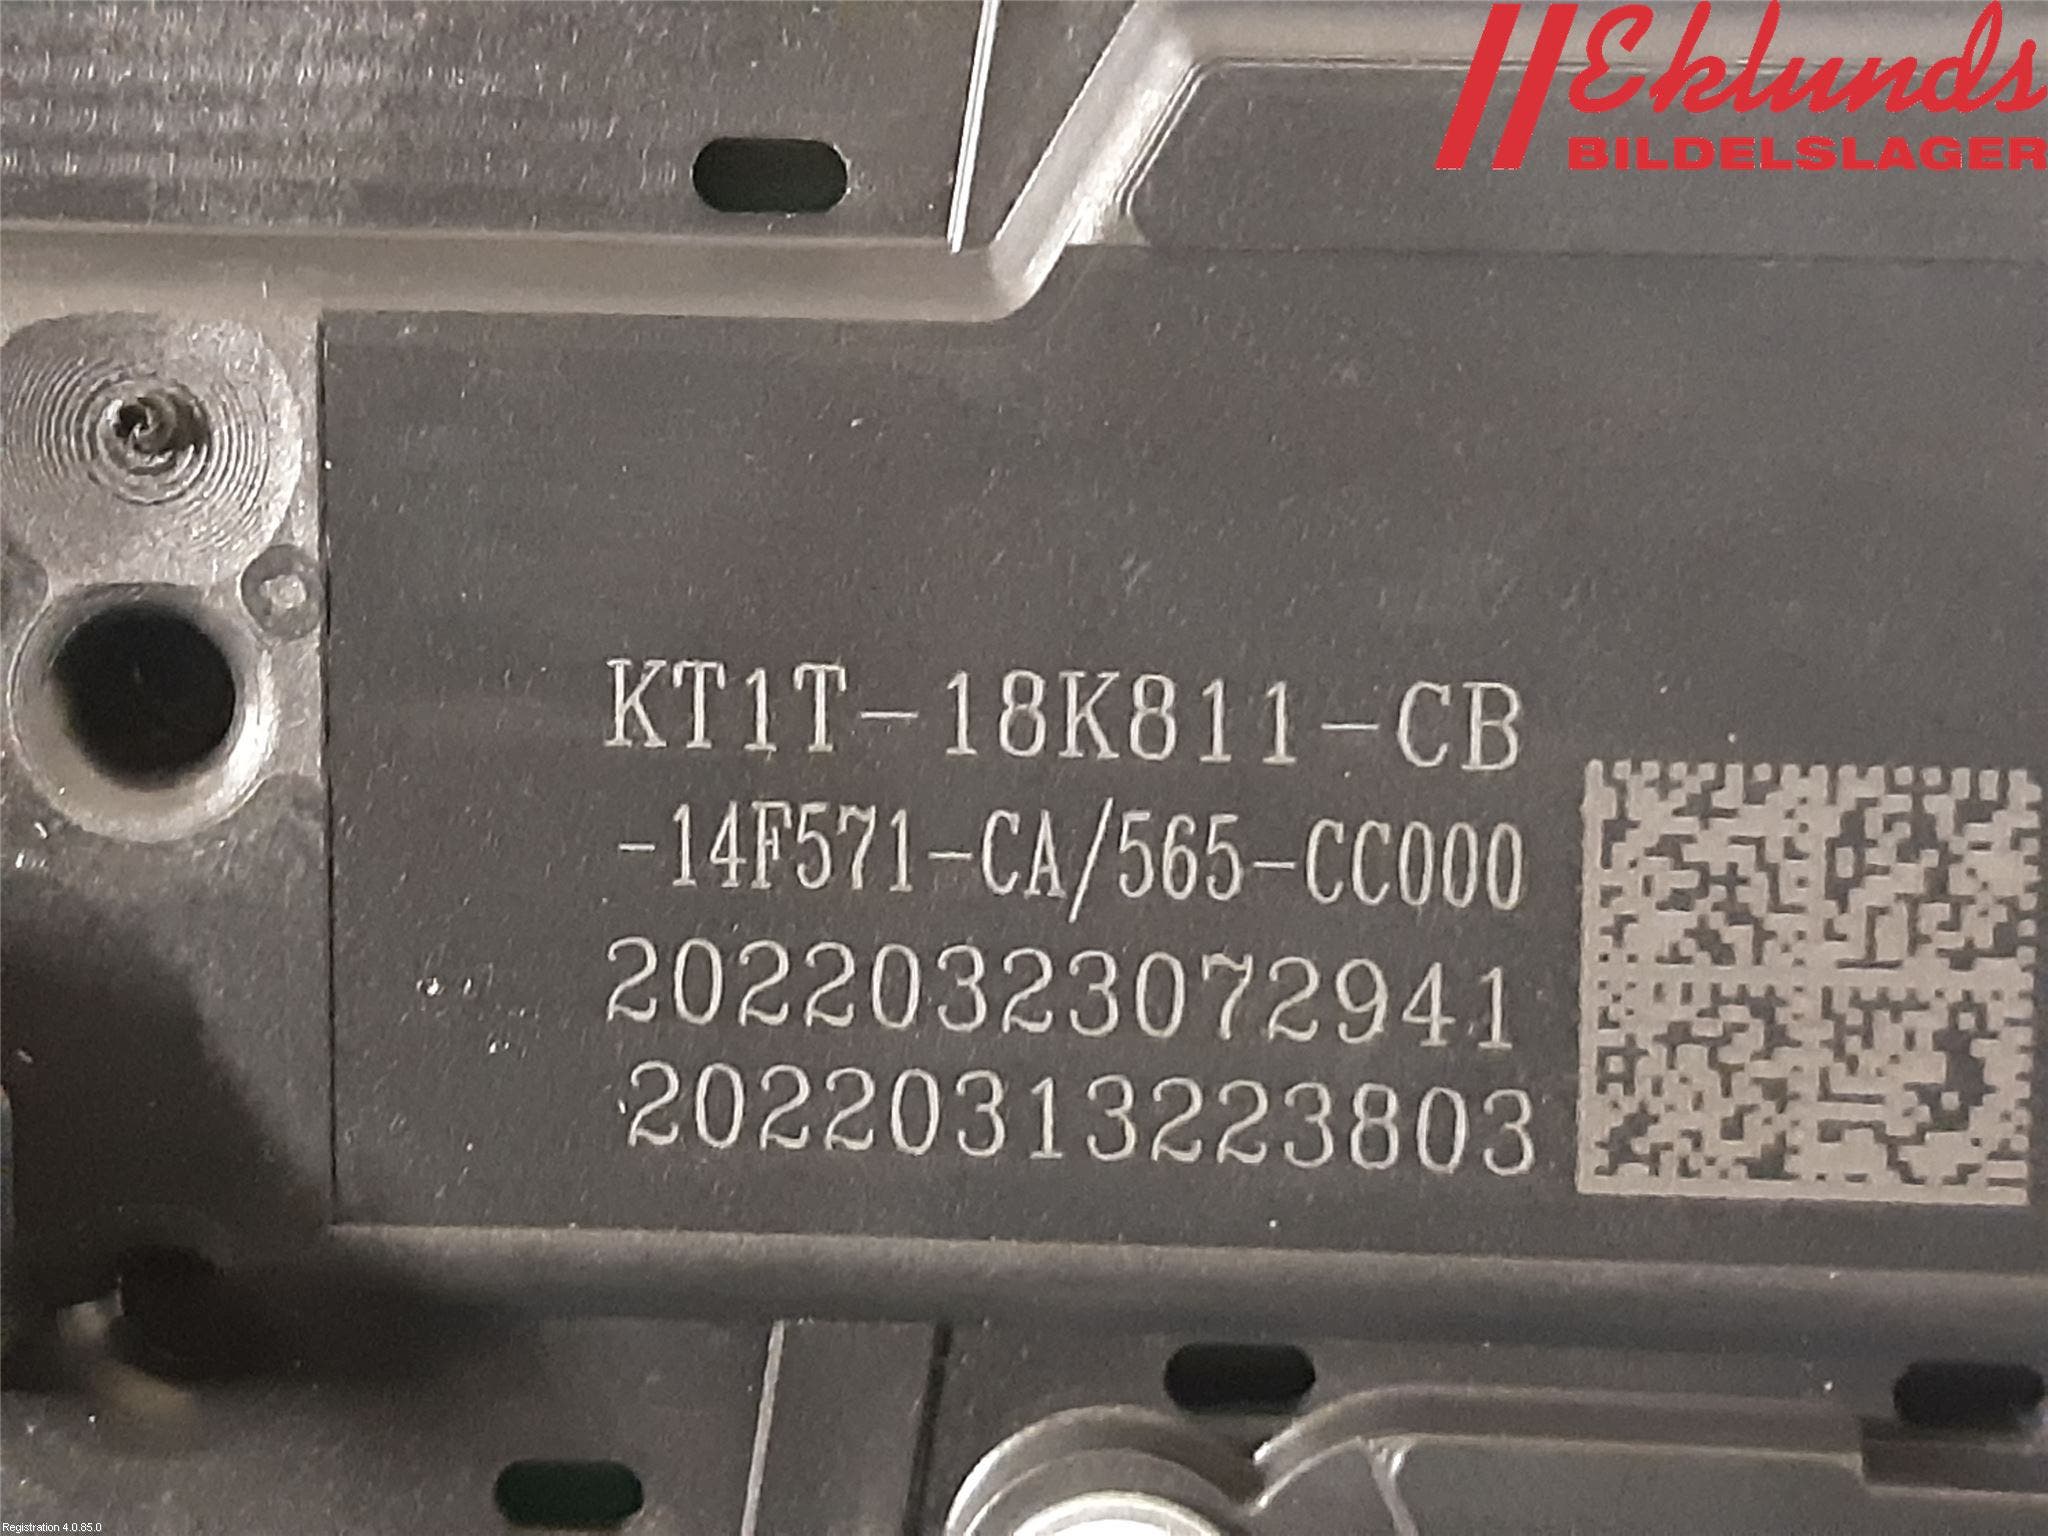 Eklunds
BILDELSLAGER
KT1T-18K811-CB
-14F571-CA/565-CC000
20220323072941
20220313223803
Registration 4.0.85.0